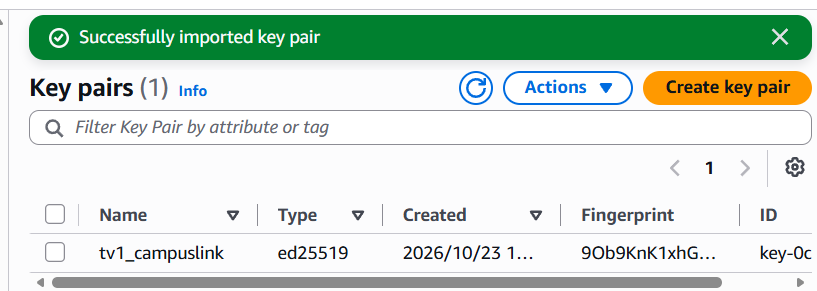 Successfully imported key pair
Key pairs (1) Info Actions Create key pair
Filter Key Pair by attribute or tag
1
Name Type Created Fingerprint ID
tv1_campuslink ed25519 2026/10/23 1... 9Ob9KnK1xhG... key-0c